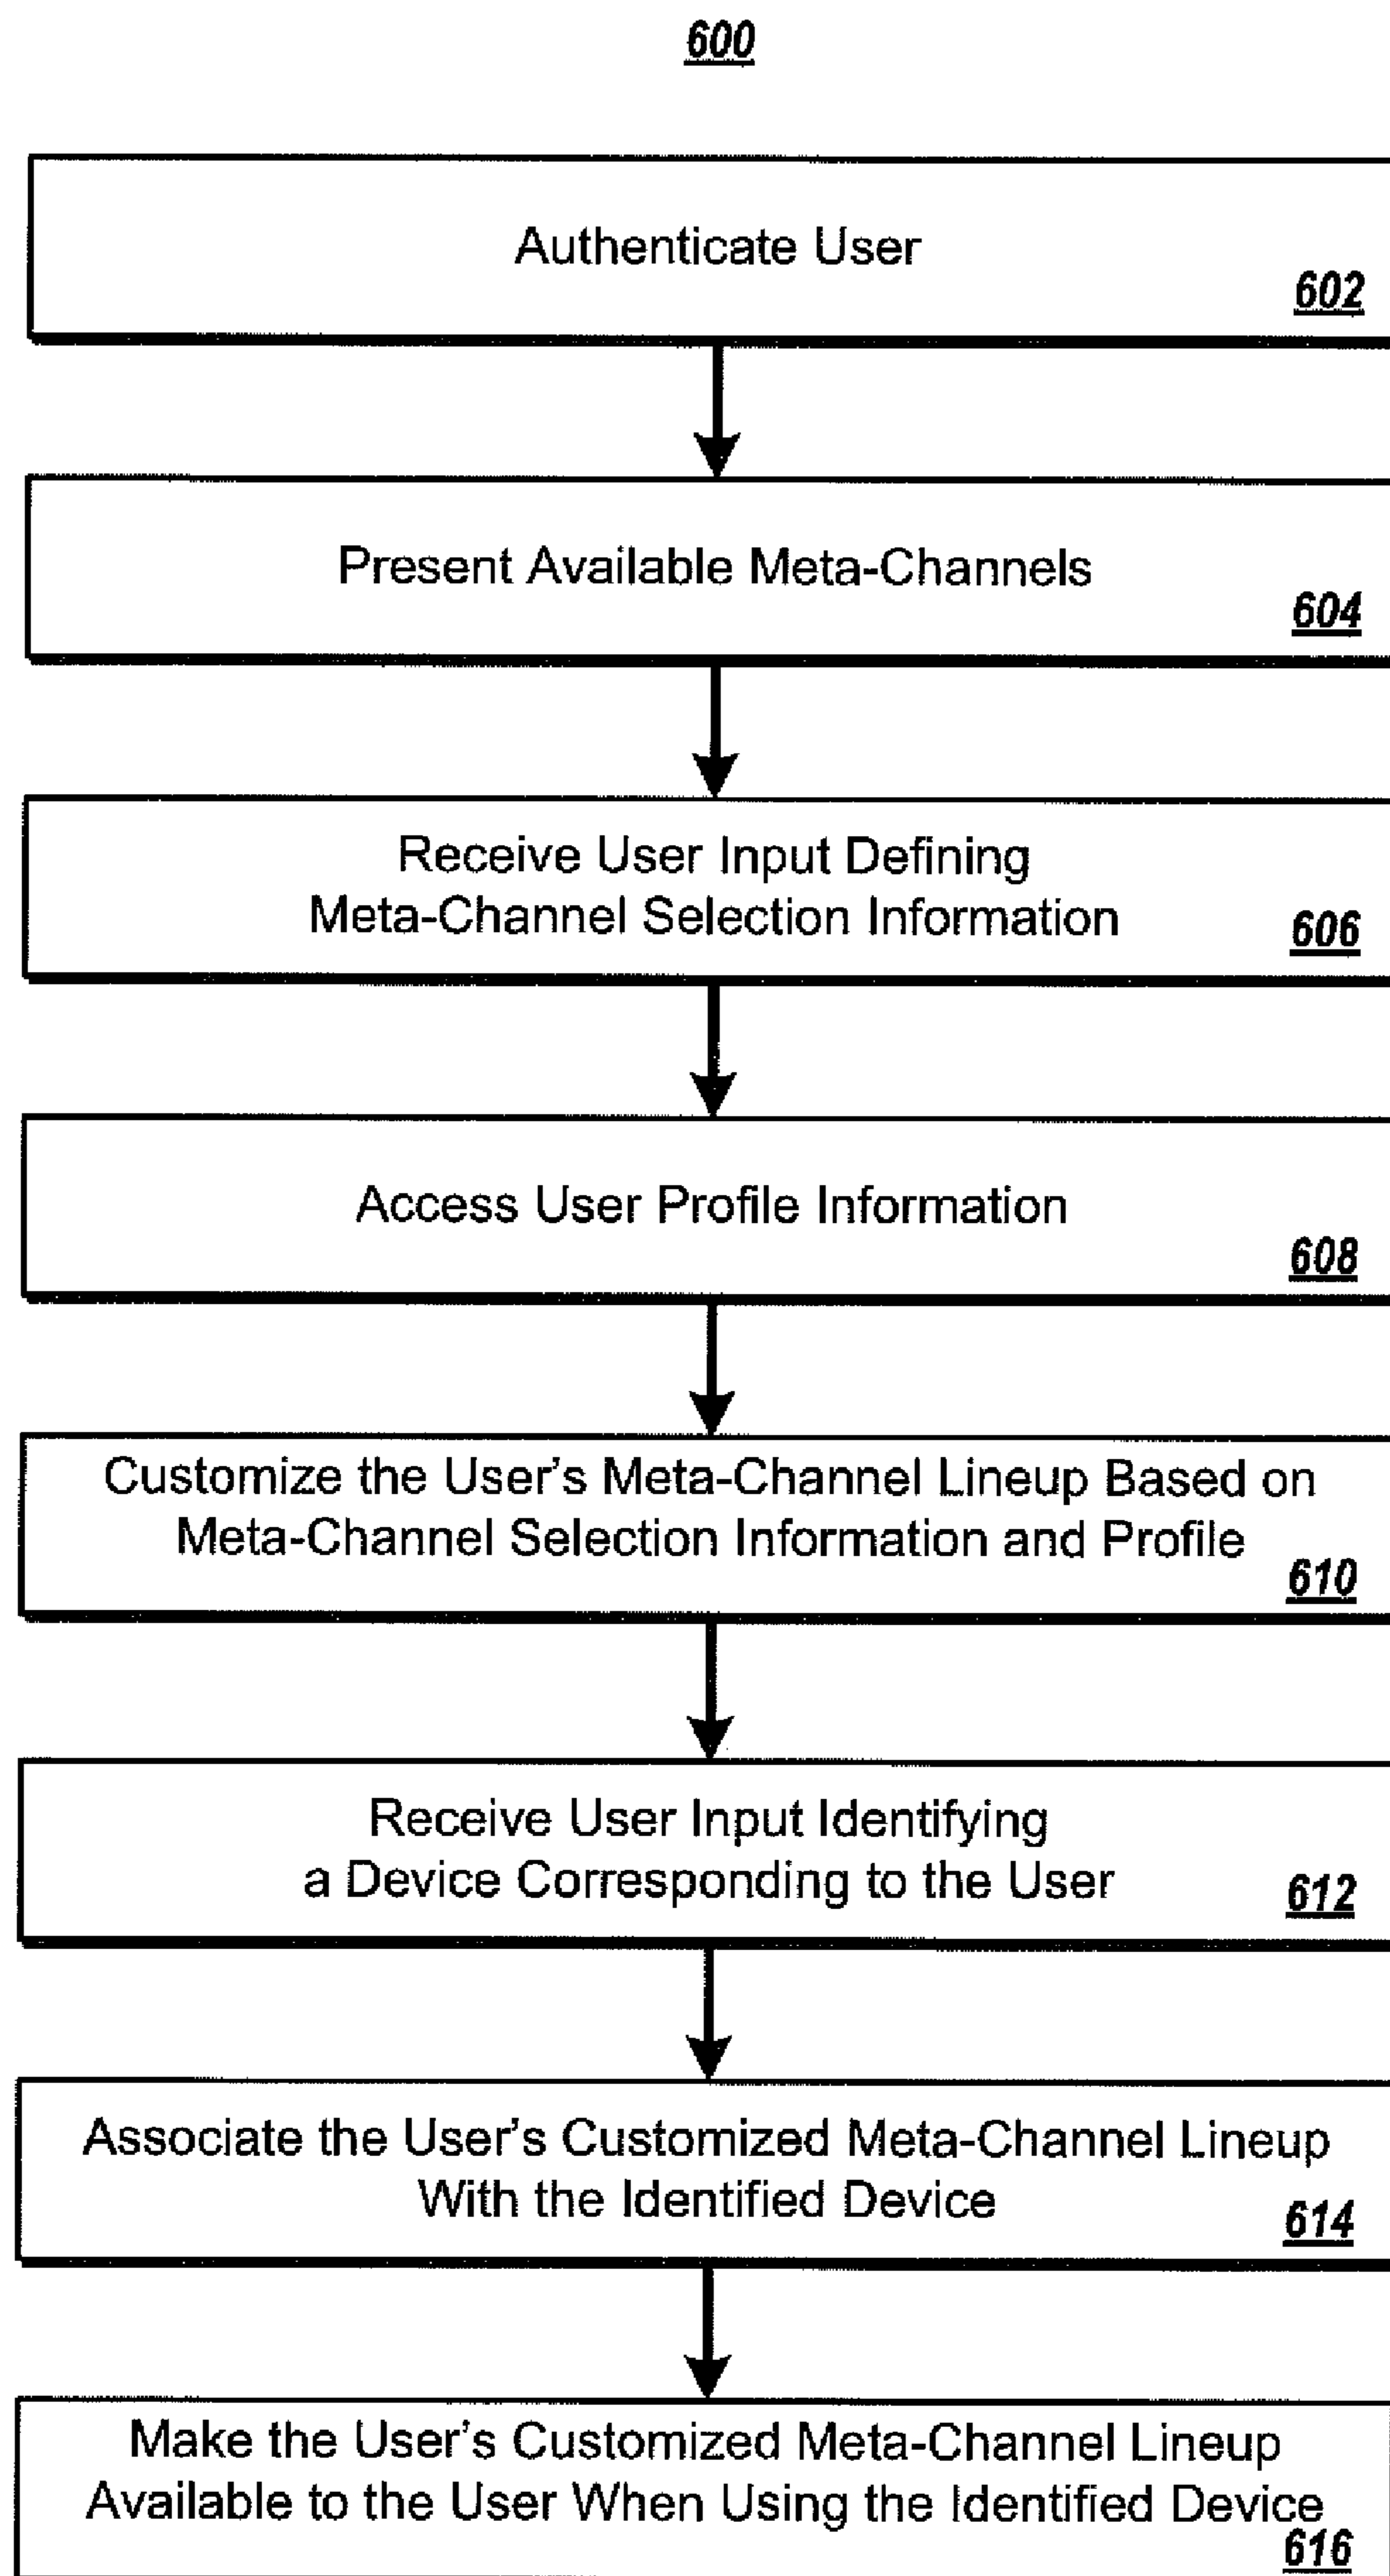 600
Authenticate User
602
Present Available Meta-Channels
604
Receive User Input Defining
Meta-Channel Selection Information
606
Access User Profile Information
608
Customize the User's Meta-Channel Lineup Based on
Meta-Channel Selection Information and Profile
610
Receive User Input Identifying
a Device Corresponding to the User
612
Associate the User's Customized Meta-Channel Lineup
With the Identified Device
614
Make the User's Customized Meta-Channel Lineup
Available to the User When Using the Identified Device
616